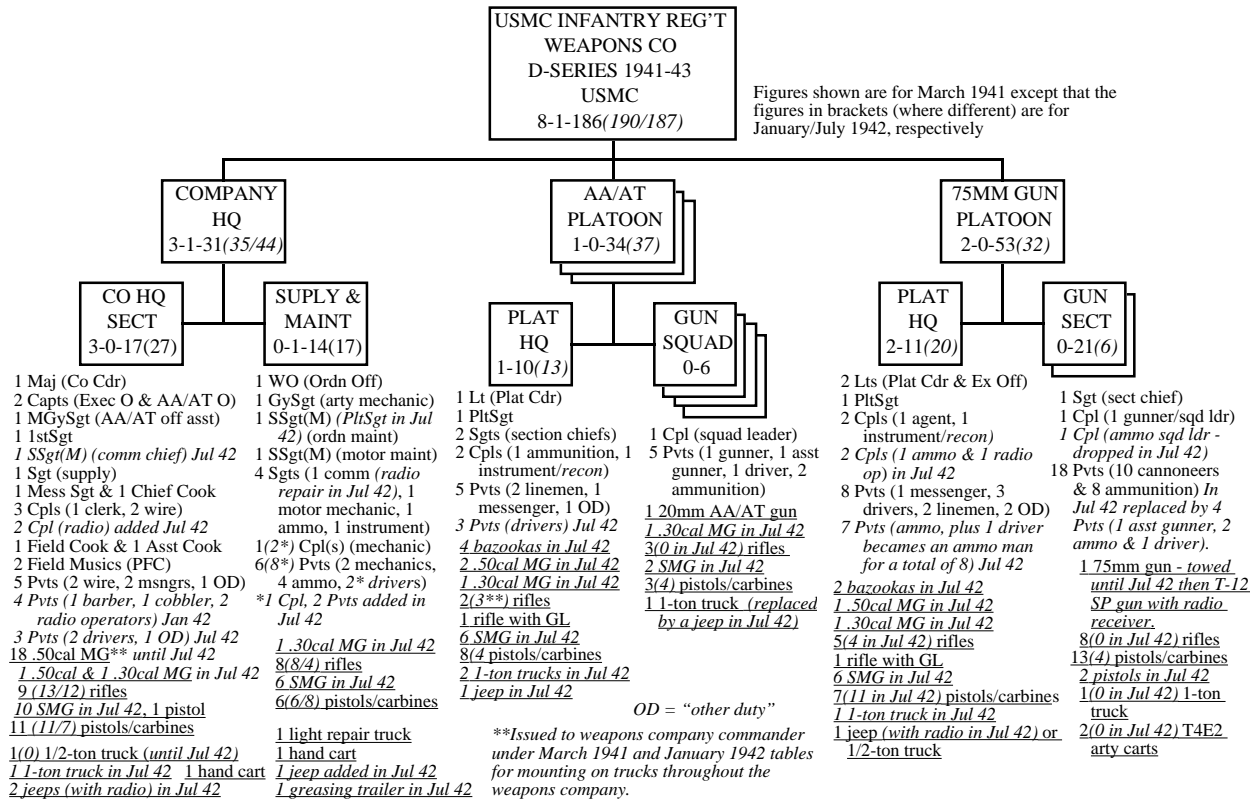 USMC INFANTRY REG'T
WEAPONS CO
D-SERIES 1941-43
USMC
8-1-186(190/187)
Figures shown are for March 1941 except that the
figures in brackets (where different) are for
January/July 1942, respectively
COMPANY
HQ
3-1-31(35/44)
AA/AT
PLATOON
1-0-34(37)
75MM GUN
PLATOON
2-0-53(32)
CO HQ
SECT
3-0-17(27)
SUPLY &
MAINT
0-1-14(17)
PLAT
HQ
1-10(13)
GUN
SQUAD
0-6
PLAT
HQ
2-11(20)
GUN
SECT
0-21(6)
1 Maj (Co Cdr)
2 Capts (Exec O & AA/AT O)
1 MGySgt (AA/AT off asst)
1 1stSgt
1 SSgt(M) (comm chief) Jul 42
1 Sgt (supply)
1 Mess Sgt & 1 Chief Cook
3 Cpls (1 clerk, 2 wire)
2 Cpl (radio) added Jul 42
1 Field Cook & 1 Asst Cook
2 Field Musics (PFC)
5 Pvts (2 wire, 2 msngrs, 1 OD)
4 Pvts (1 barber, 1 cobbler, 2
radio operators) Jan 42
3 Pvts (2 drivers, 1 OD) Jul 42
18 .50cal MG** until Jul 42
1 .50cal & 1 .30cal MG in Jul 42
9 (13/12) rifles
10 SMG in Jul 42, 1 pistol
11 (11/7) pistols/carbines
1(0) 1/2-ton truck (until Jul 42)
1 1-ton truck in Jul 42 1 hand cart
2 jeeps (with radio) in Jul 42
1 WO (Ordn Off)
1 GySgt (arty mechanic)
1 SSgt(M) (PltSgt in Jul
42) (ordn maint)
1 SSgt(M) (motor maint)
4 Sgts (1 comm (radio
repair in Jul 42), 1
motor mechanic, 1
ammo, 1 instrument)
1(2*) Cpl(s) (mechanic)
6(8*) Pvts (2 mechanics,
4 ammo, 2* drivers)
*1 Cpl, 2 Pvts added in
Jul 42
1 .30cal MG in Jul 42
8(8/4) rifles
6 SMG in Jul 42
6(6/8) pistols/carbines
1 light repair truck
1 hand cart
1 jeep added in Jul 42
1 greasing trailer in Jul 42
1 Lt (Plat Cdr)
1 PltSgt
2 Sgts (section chiefs)
2 Cpls (1 ammunition, 1
instrument/recon)
5 Pvts (2 linemen, 1
messenger, 1 OD)
3 Pvts (drivers) Jul 42
4 bazookas in Jul 42
2 .50cal MG in Jul 42
1 .30cal MG in Jul 42
2(3**) rifles
1 rifle with GL
6 SMG in Jul 42
8(4 pistols/carbines
2 1-ton trucks in Jul 42
1 jeep in Jul 42
1 Cpl (squad leader)
5 Pvts (1 gunner, 1 asst
gunner, 1 driver, 2
ammunition)
1 20mm AA/AT gun
1 .30cal MG in Jul 42
3(0 in Jul 42) rifles
2 SMG in Jul 42
3(4) pistols/carbines
1 1-ton truck (replaced
by a jeep in Jul 42)
OD = "other duty"
**Issued to weapons company commander
under March 1941 and January 1942 tables
for mounting on trucks throughout the
weapons company.
2 Lts (Plat Cdr & Ex Off)
1 PltSgt
2 Cpls (1 agent, 1
instrument/recon)
2 Cpls (1 ammo & 1 radio
op) in Jul 42
8 Pvts (1 messenger, 3
drivers, 2 linemen, 2 OD)
7 Pvts (ammo, plus 1 driver
becames an ammo man
for a total of 8) Jul 42
2 bazookas in Jul 42
1 .50cal MG in Jul 42
1 .30cal MG in Jul 42
5(4 in Jul 42) rifles
1 rifle with GL
6 SMG in Jul 42
7(11 in Jul 42) pistols/carbines
1 1-ton truck in Jul 42
1 jeep (with radio in Jul 42) or
1/2-ton truck
1 Sgt (sect chief)
1 Cpl (1 gunner/sqd ldr)
1 Cpl (ammo sqd ldr -
dropped in Jul 42)
18 Pvts (10 cannoneers
& 8 ammunition) In
Jul 42 replaced by 4
Pvts (1 asst gunner, 2
ammo & 1 driver).
1 75mm gun - towed
until Jul 42 then T-12
SP gun with radio
receiver.
8(0 in Jul 42) rifles
13(4) pistols/carbines
2 pistols in Jul 42
1(0 in Jul 42) 1-ton
truck
2(0 in Jul 42) T4E2
arty carts